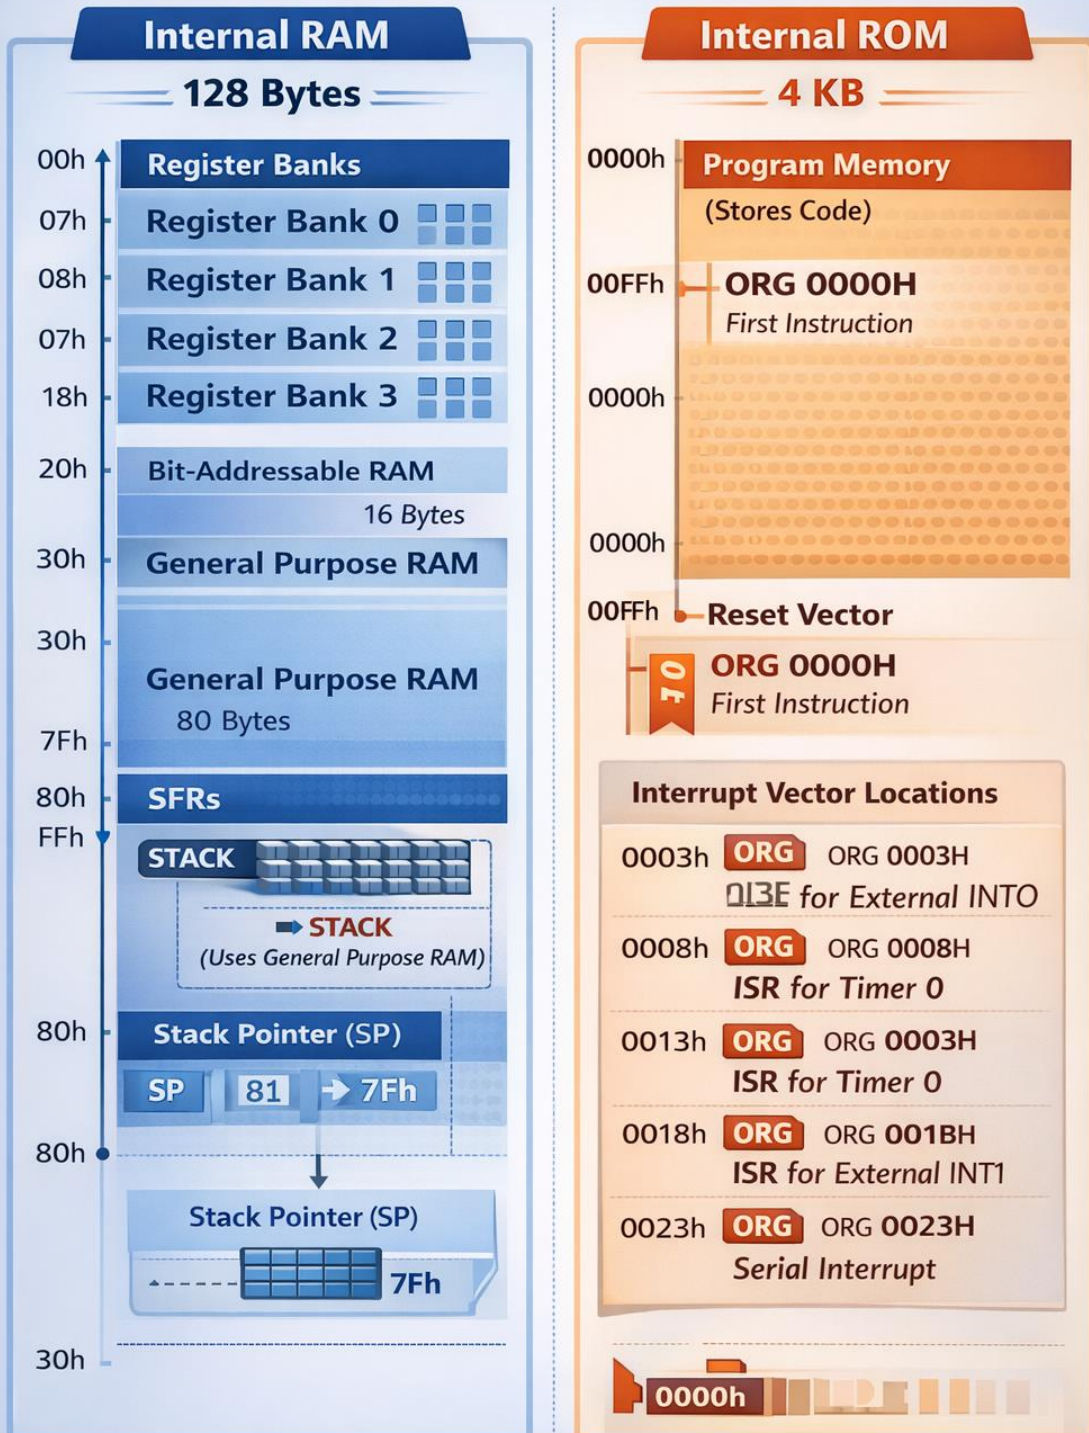 Internal RAM
128 Bytes
00h Register Banks
07h Register Bank 0
08h Register Bank 1
07h Register Bank 2
18h Register Bank 3
20h Bit-Addressable RAM
16 Bytes
30h General Purpose RAM
30h
General Purpose RAM
80 Bytes
7Fh
80h SFRs
FFh
STACK
STACK
(Uses General Purpose RAM)
80h Stack Pointer (SP)
SP 81 7Fh
80h
Stack Pointer (SP)
7Fh
30h
Internal ROM
4 KB
0000h Program Memory
(Stores Code)
00FFh ORG 0000H
First Instruction
0000h
0000h
00FFh Reset Vector
ORG 0000H
First Instruction
Interrupt Vector Locations
0003h ORG ORG 0003H
for External INTO
0008h ORG ORG 0008H
ISR for Timer 0
0013h ORG ORG 0003H
ISR for Timer 0
0018h ORG ORG 001BH
ISR for External INT1
0023h ORG ORG 0023H
Serial Interrupt
0000h